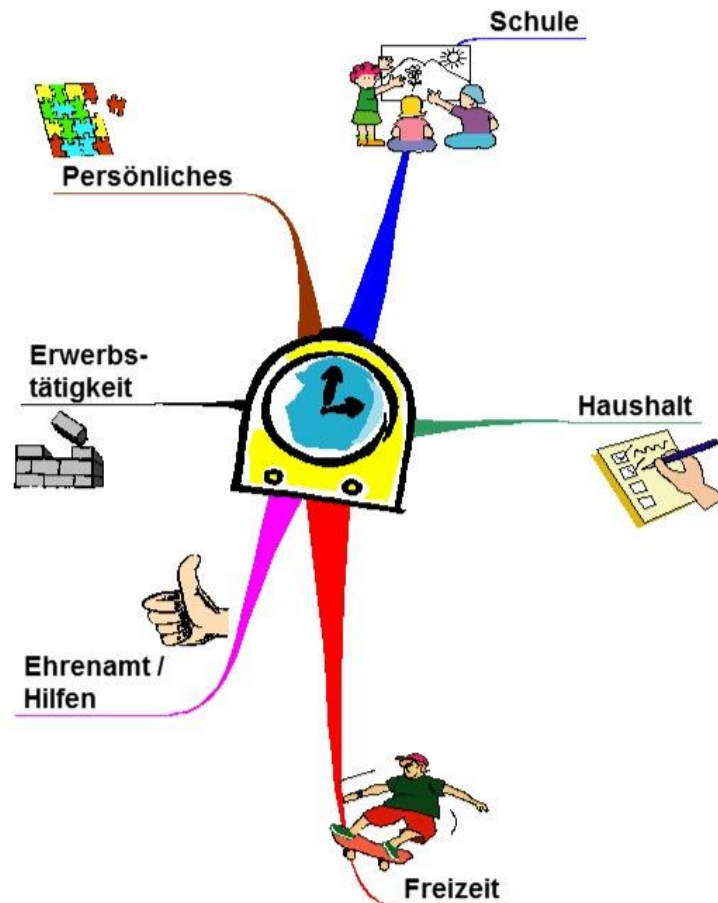 Schule
Persönliches
Erwerbs-
tätigkeit
Haushalt
Ehrenamt /
Hilfen
Freizeit